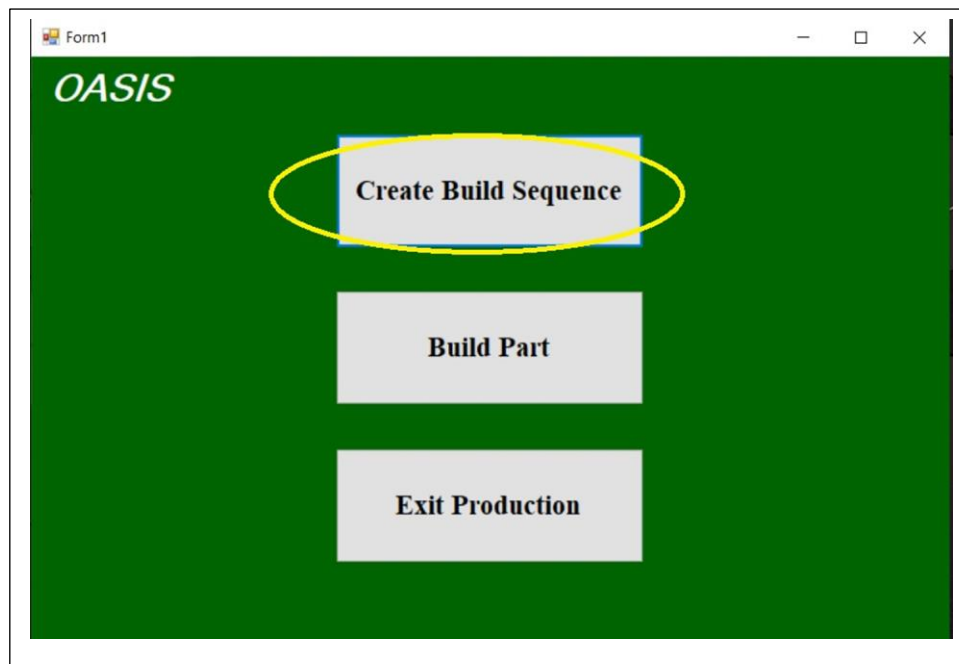 Form1
OASIS
Create Build Sequence
Build Part
Exit Production